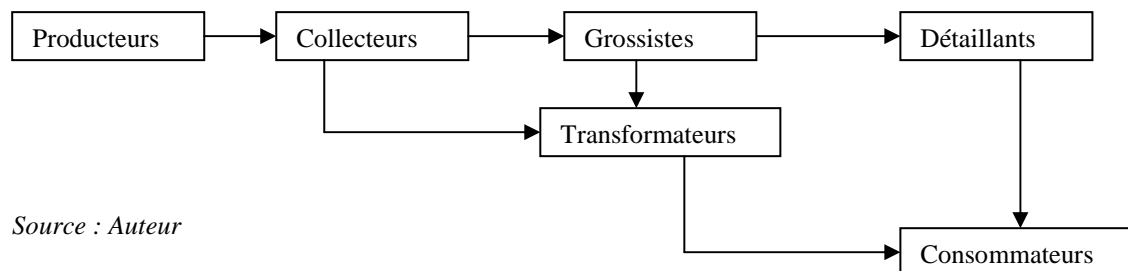 Producteurs
Collecteurs
Grossistes
Détaillants
Transformateurs
Source : Auteur
Consommateurs